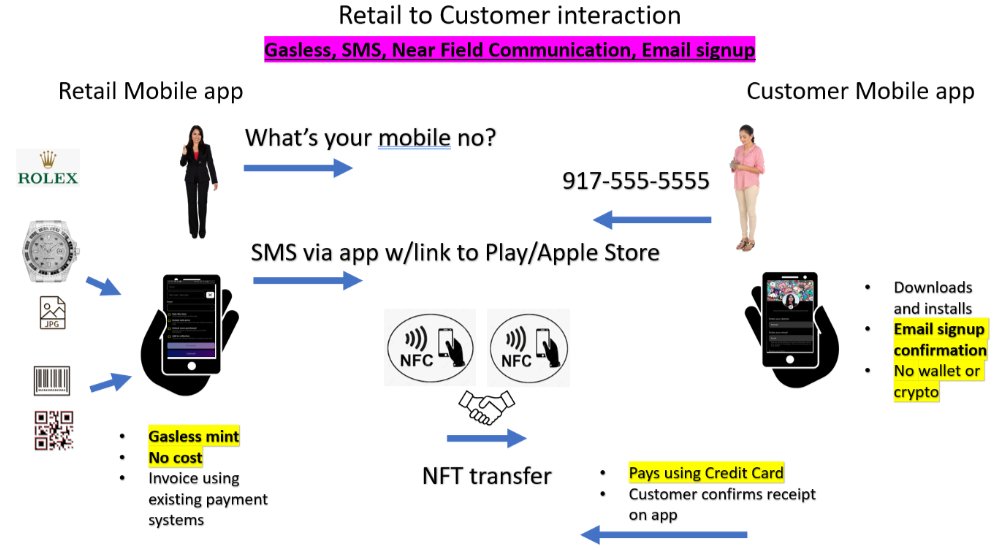 Retail to Customer interaction
Gasless, SMS, Near Field Communication, Email signup
Retail Mobile app
Customer Mobile app
What's your mobile no?
ROLEX
917-555-5555
SMS via app w/link to Play/Apple Store
JPG
NFC
NFC
• Downloads
and installs
• Email signup
confirmation
• No wallet or
crypto
• Gasless mint
• No cost
• Invoice using
existing payment
systems
NFT transfer
• Pays using Credit Card
• Customer confirms receipt
on app